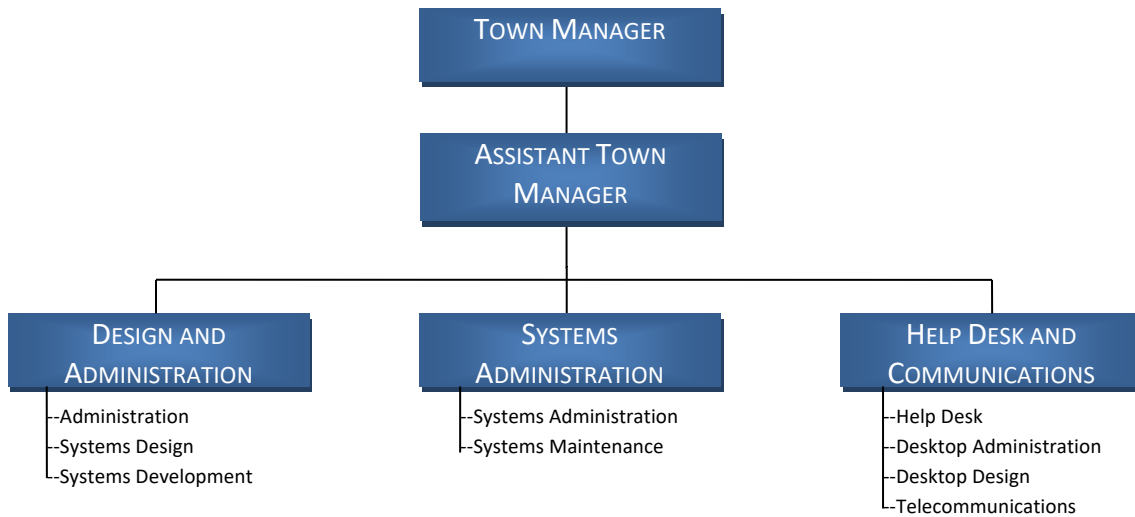 TOWN MANAGER
ASSISTANT TOWN
MANAGER
DESIGN AND
ADMINISTRATION
--Administration
--Systems Design
--Systems Development
SYSTEMS
ADMINISTRATION
--Systems Administration
--Systems Maintenance
HELP DESK AND
COMMUNICATIONS
--Help Desk
--Desktop Administration
--Desktop Design
--Telecommunications